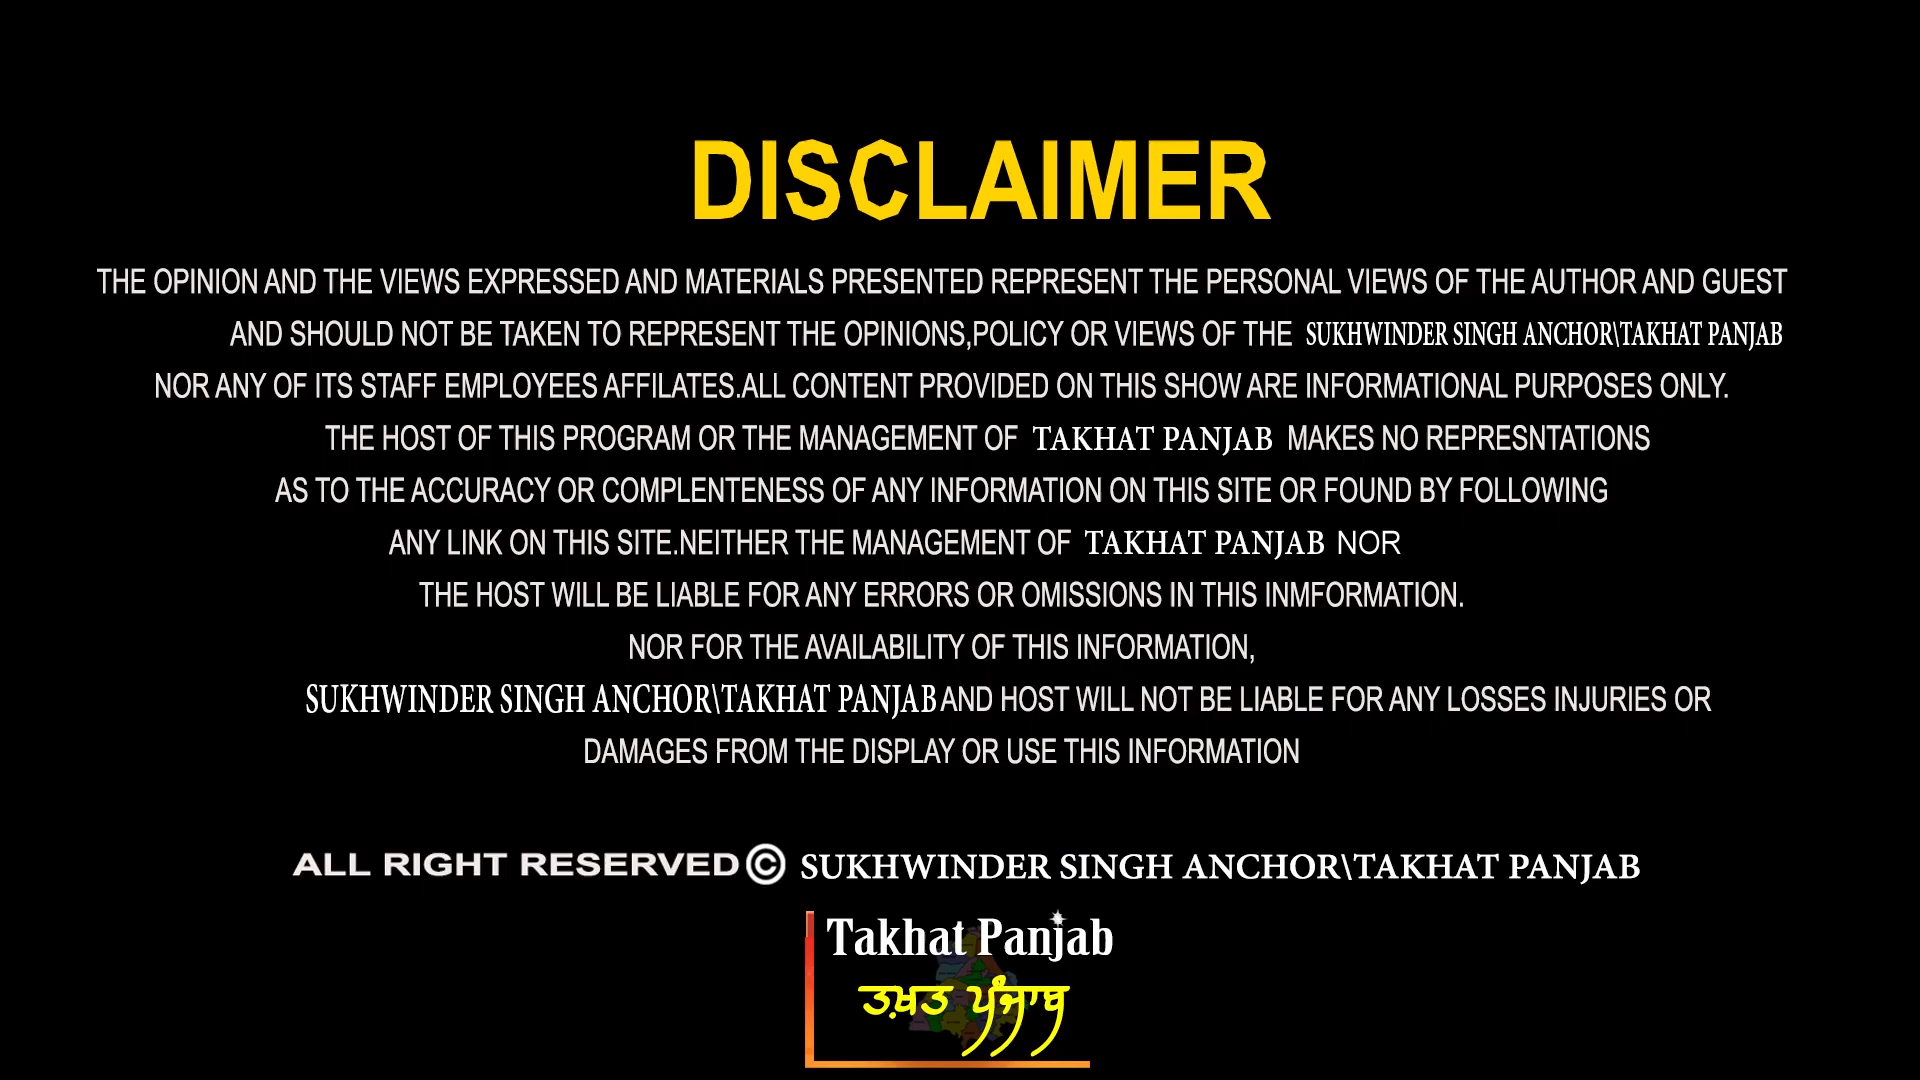 DISCLAIMER
THE OPINION AND THE VIEWS EXPRESSED AND MATERIALS PRESENTED REPRESENT THE PERSONAL VIEWS OF THE AUTHOR AND GUEST
AND SHOULD NOT BE TAKEN TO REPRESENT THE OPINIONS,POLICY OR VIEWS OF THE SUKHWINDER SINGH ANCHOR\TAKHAT PANJAB
NOR ANY OF ITS STAFF EMPLOYEES AFFILATES.ALL CONTENT PROVIDED ON THIS SHOW ARE INFORMATIONAL PURPOSES ONLY.
THE HOST OF THIS PROGRAM OR THE MANAGEMENT OF TAKHAT PANJAB MAKES NO REPRESNTATIONS
AS TO THE ACCURACY OR COMPLENTENESS OF ANY INFORMATION ON THIS SITE OR FOUND BY FOLLOWING
ANY LINK ON THIS SITE.NEITHER THE MANAGEMENT OF TAKHAT PANJAB NOR
THE HOST WILL BE LIABLE FOR ANY ERRORS OR OMISSIONS IN THIS INMFORMATION.
NOR FOR THE AVAILABILITY OF THIS INFORMATION,
SUKHWINDER SINGH ANCHOR\TAKHAT PANJAB AND HOST WILL NOT BE LIABLE FOR ANY LOSSES INJURIES OR
DAMAGES FROM THE DISPLAY OR USE THIS INFORMATION
ALL RIGHT RESERVED © SUKHWINDER SINGH ANCHOR\TAKHAT PANJAB
Takhat Panjab
ਤਖ਼ਤ ਪੰਜਾਬ